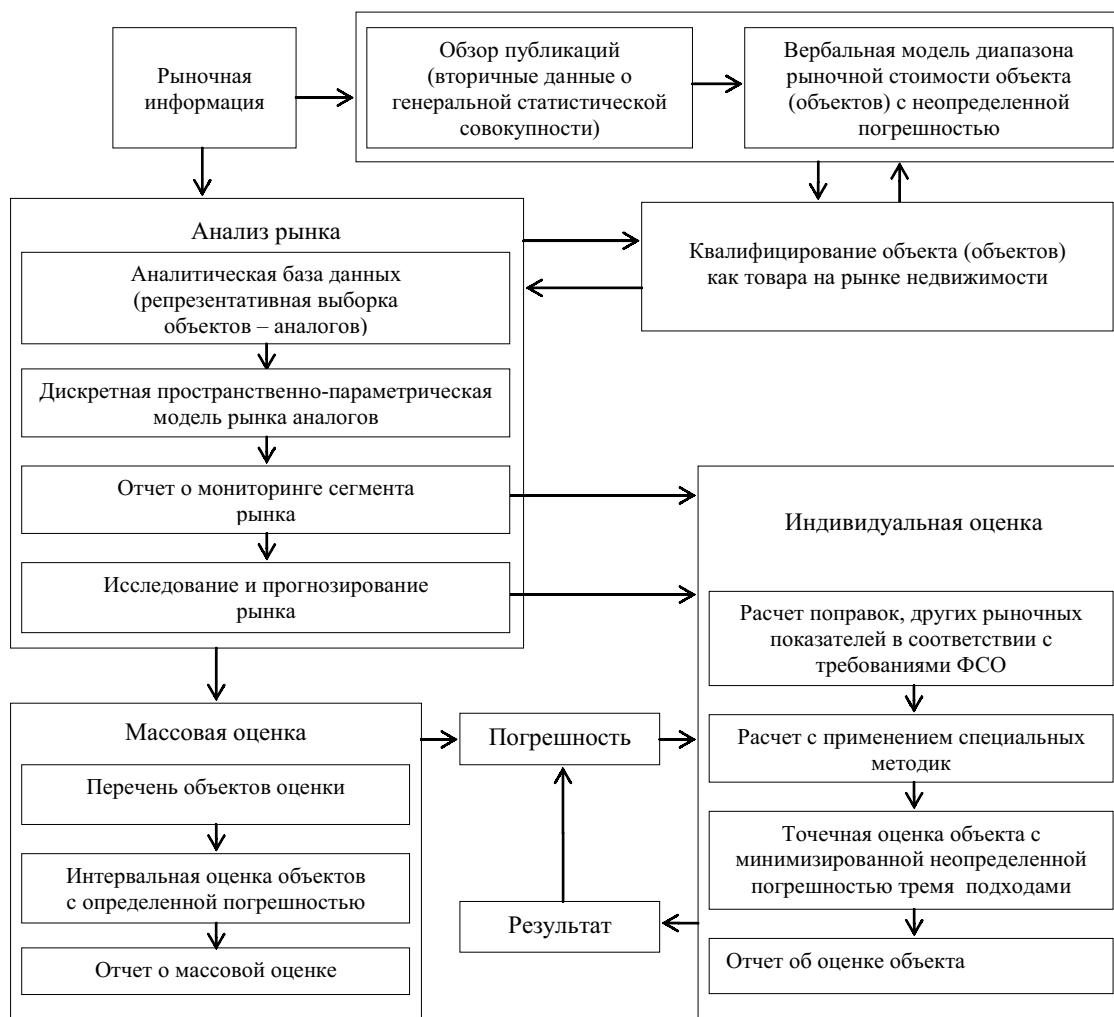 Рыночная
информация
Обзор публикаций
(вторичные данные о
генеральной статистической
совокупности)
Вербальная модель диапазона
рыночной стоимости объекта
(объектов) с неопределенной
погрешностью
Анализ рынка
Аналитическая база данных
(репрезентативная выборка
объектов – аналогов)
Дискретная пространственно-параметрическая
модель рынка аналогов
Отчет о мониторинге сегмента
рынка
Исследование и прогнозирование
рынка
Квалифицирование объекта (объектов)
как товара на рынке недвижимости
Массовая оценка
Перечень объектов оценки
Интервальная оценка объектов
с определенной погрешностью
Отчет о массовой оценке
Погрешность
Результат
Индивидуальная оценка
Расчет поправок, других рыночных
показателей в соответствии с
требованиями ФСО
Расчет с применением специальных
методик
Точечная оценка объекта с
минимизированной неопределенной
погрешностью тремя подходами
Отчет об оценке объекта